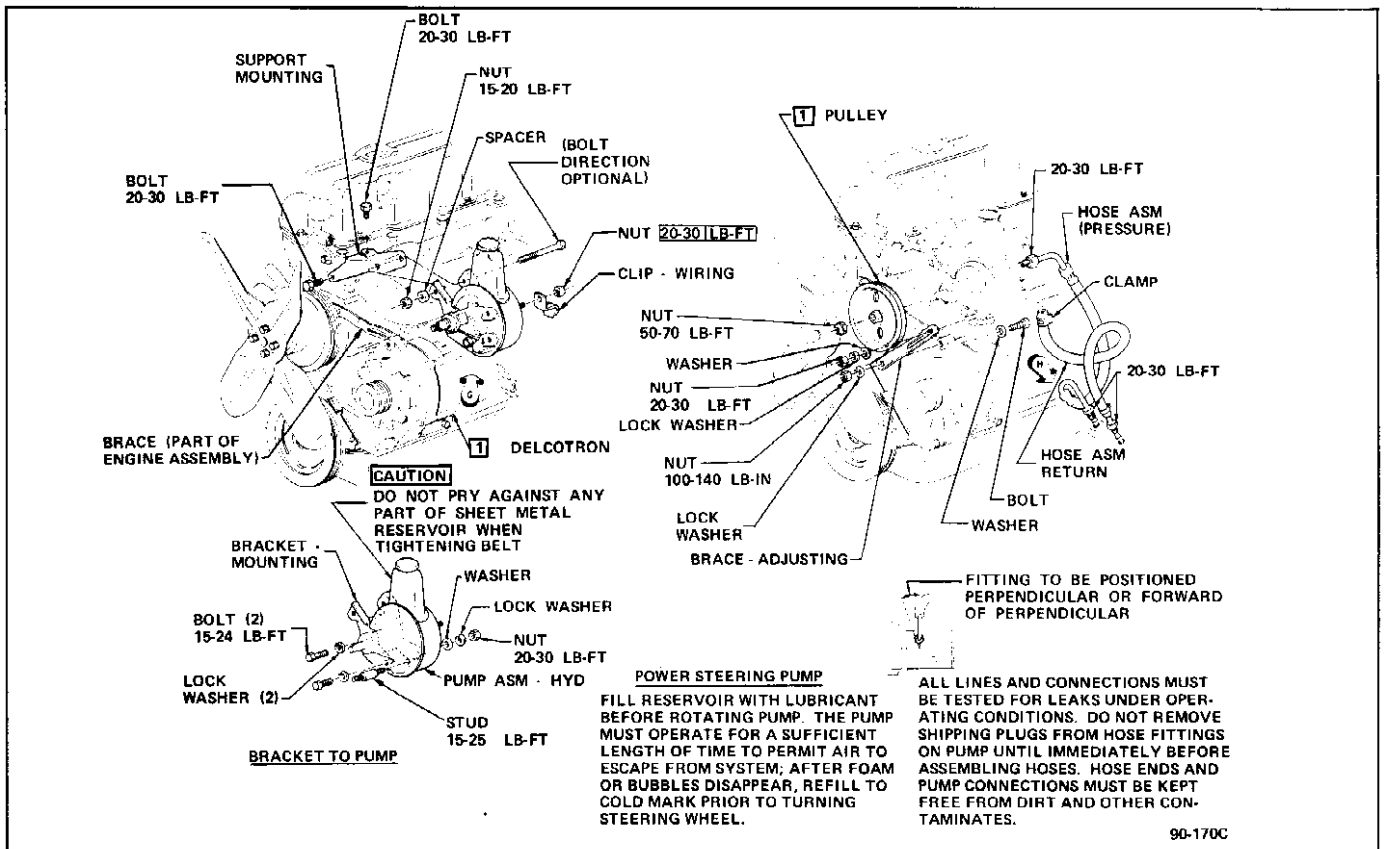 BOLT
20-30 LB-FT
SUPPORT
MOUNTING
NUT
15-20 LB-FT
SPACER
(BOLT
DIRECTION
OPTIONAL)
BOLT
20-30 LB-FT
NUT 20-30 LB-FT
CLIP - WIRING
BRACE (PART OF
ENGINE ASSEMBLY)
1 DELCOTRON
CAUTION
DO NOT PRY AGAINST ANY
PART OF SHEET METAL
RESERVOIR WHEN
TIGHTENING BELT
BRACKET -
MOUNTING
WASHER
LOCK WASHER
BOLT (2)
15-24 LB-FT
NUT
20-30 LB-FT
LOCK
WASHER (2)
PUMP ASM - HYD
STUD
15-25 LB-FT
BRACKET TO PUMP
1 PULLEY
20-30 LB-FT
HOSE ASM
(PRESSURE)
CLAMP
NUT
50-70 LB-FT
WASHER
NUT
20-30 LB-FT
LOCK WASHER
20-30 LB-FT
NUT
100-140 LB-IN
HOSE ASM
RETURN
LOCK
WASHER
BOLT
WASHER
BRACE - ADJUSTING
FITTING TO BE POSITIONED
PERPENDICULAR OR FORWARD
OF PERPENDICULAR
POWER STEERING PUMP
FILL RESERVOIR WITH LUBRICANT
BEFORE ROTATING PUMP. THE PUMP
MUST OPERATE FOR A SUFFICIENT
LENGTH OF TIME TO PERMIT AIR TO
ESCAPE FROM SYSTEM; AFTER FOAM
OR BUBBLES DISAPPEAR, REFILL TO
COLD MARK PRIOR TO TURNING
STEERING WHEEL.
ALL LINES AND CONNECTIONS MUST
BE TESTED FOR LEAKS UNDER OPER-
ATING CONDITIONS. DO NOT REMOVE
SHIPPING PLUGS FROM HOSE FITTINGS
ON PUMP UNTIL IMMEDIATELY BEFORE
ASSEMBLING HOSES. HOSE ENDS AND
PUMP CONNECTIONS MUST BE KEPT
FREE FROM DIRT AND OTHER CON-
TAMINATES.
90-170C